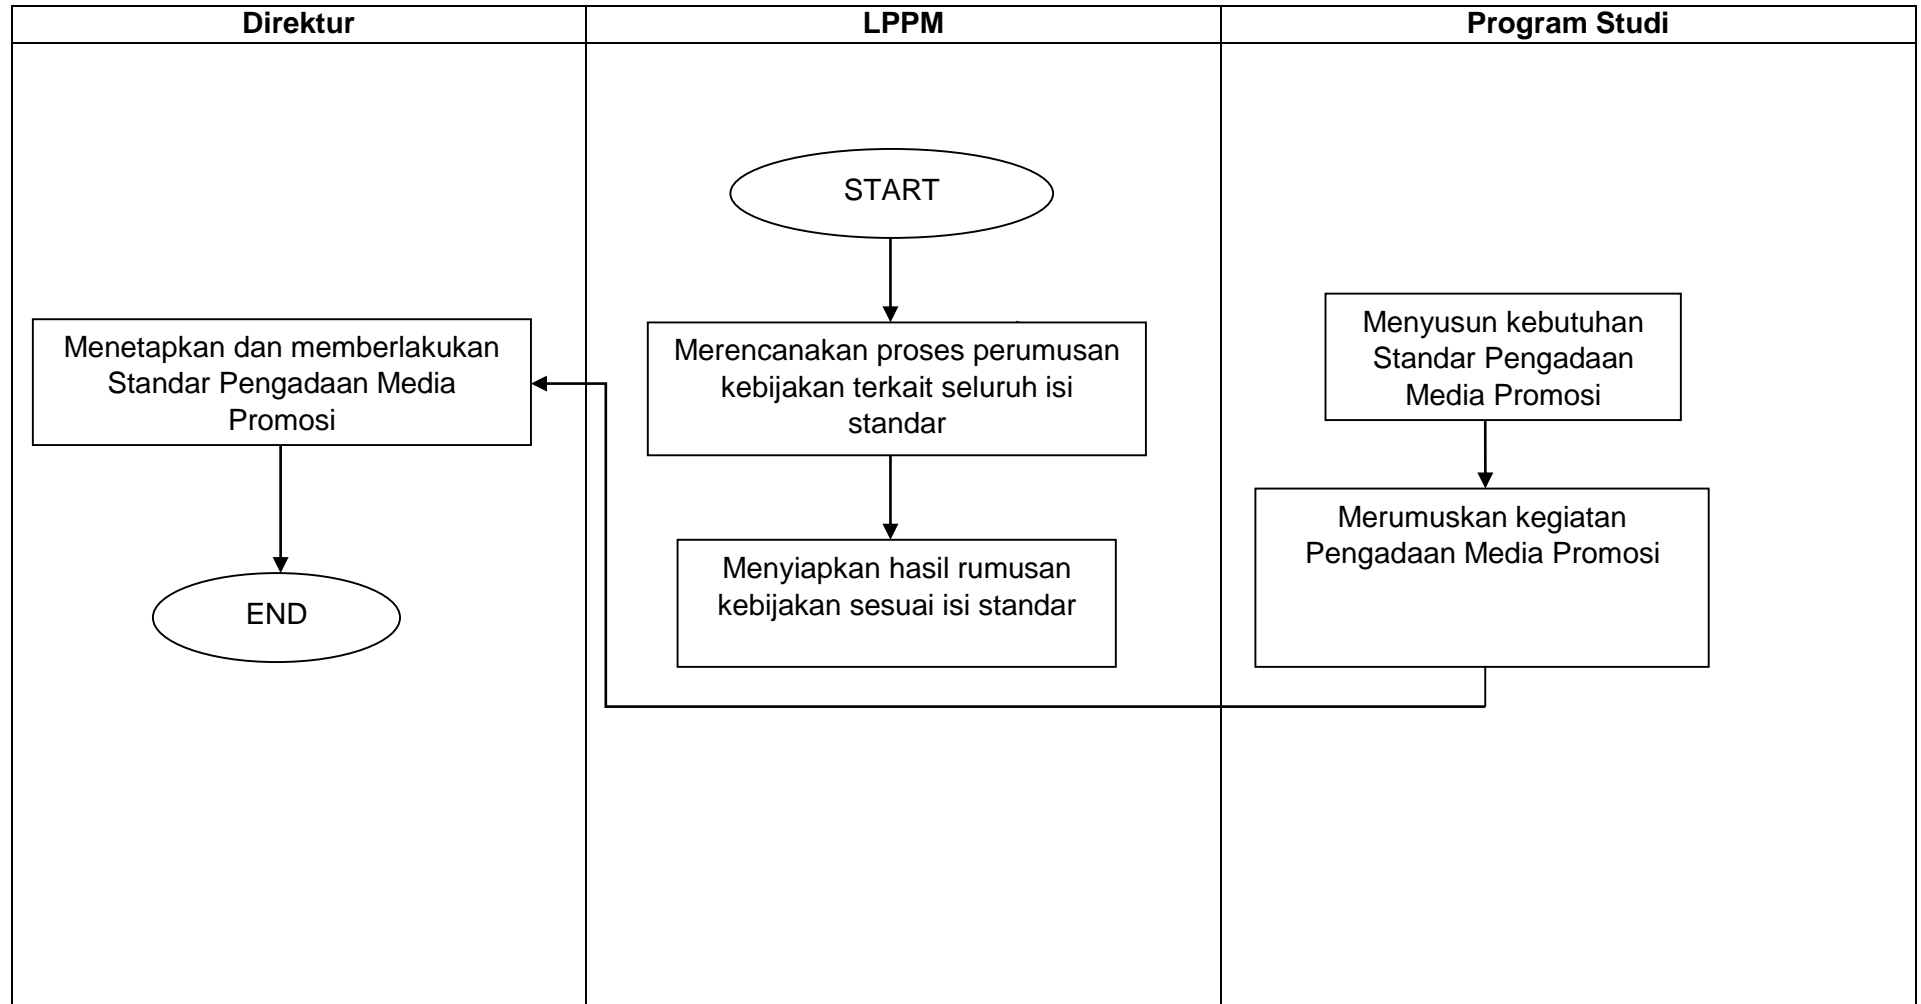 Direktur
LPPM
Program Studi
START
Menetapkan dan memberlakukan
Standar Pengadaan Media
Promosi
END
Merencanakan proses perumusan
kebijakan terkait seluruh isi
standar
Menyiapkan hasil rumusan
kebijakan sesuai isi standar
Menyusun kebutuhan
Standar Pengadaan
Media Promosi
Merumuskan kegiatan
Pengadaan Media Promosi